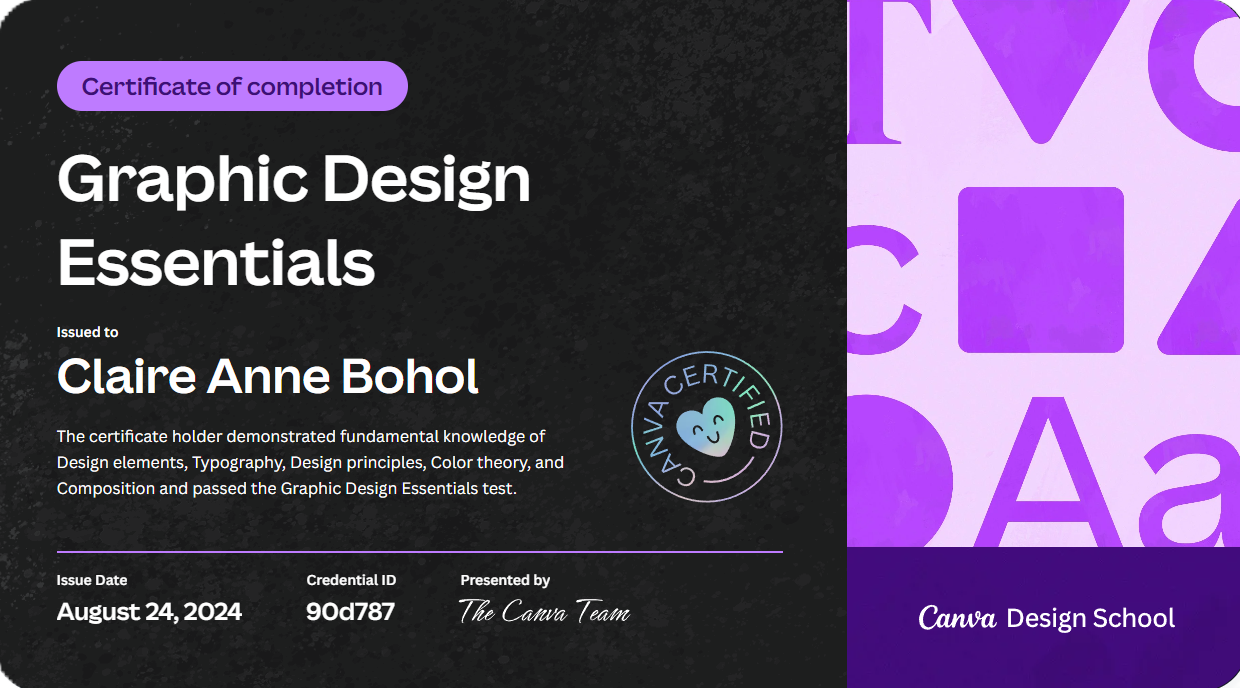 Certificate of completion
Graphic Design
Essentials
Issued to
Claire Anne Bohol
The certificate holder demonstrated fundamental knowledge of
Design elements, Typography, Design principles, Color theory, and
Composition and passed the Graphic Design Essentials test.
CANVA CERTIFIED
Issue Date
August 24, 2024
Credential ID
90d787
Presented by
The Canva Team
c
Aa
Canva Design School